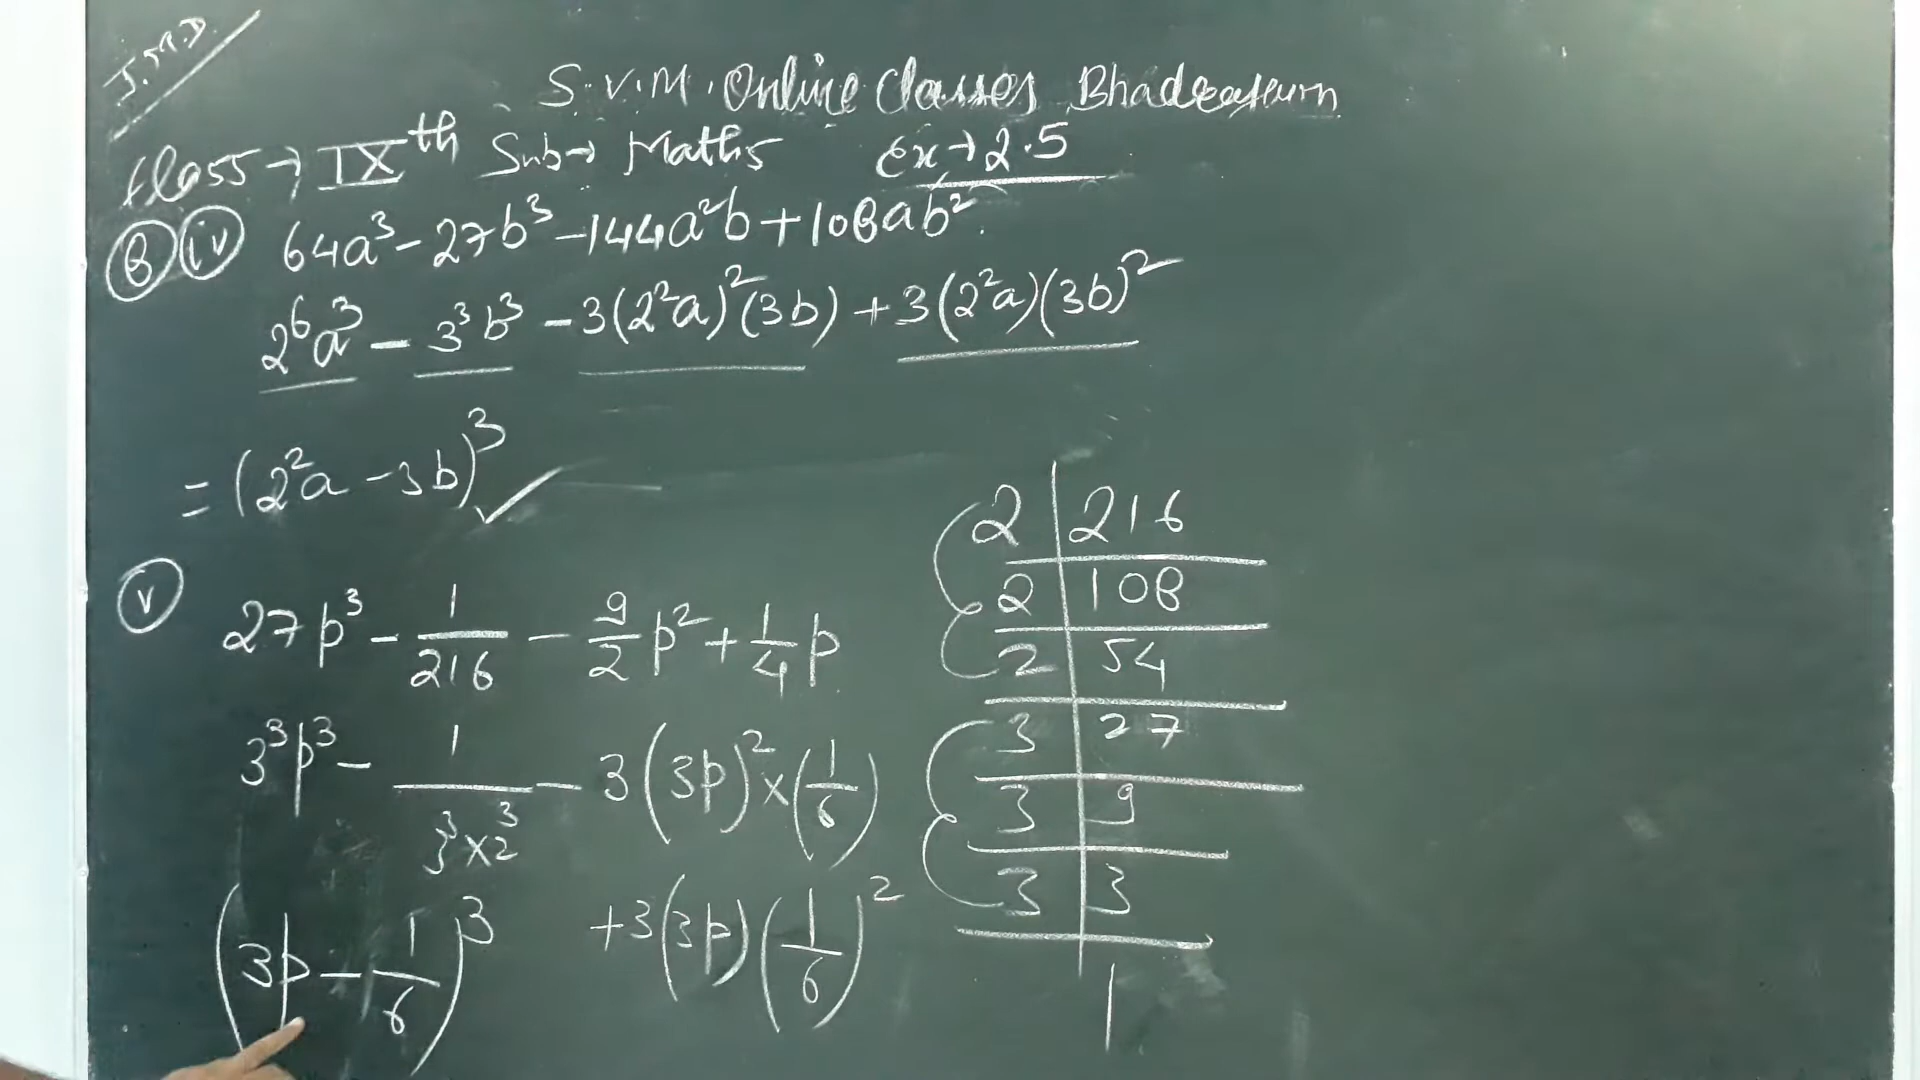 J.M.D.
S.V.M. Online Classes
Class → IXth Sub → Maths Ex → 2.5
8 iv 64a³ - 27b³ - 144a²b + 108ab².
2⁶a³ - 3³b³ - 3(2²a)²(3b) + 3(2²a)(3b)²
= (2²a - 3b)³ ✓
v 27p³ - 1/216 - 9/2 p² + 1/4 p
3³p³ - 1/(3³×2³) - 3(3p)²×(1/6)
+3(3p)(1/6)²
(3p - 1/6)³
2 | 216
2 | 108
2 | 54
3 | 27
3 | 9
3 | 3
1